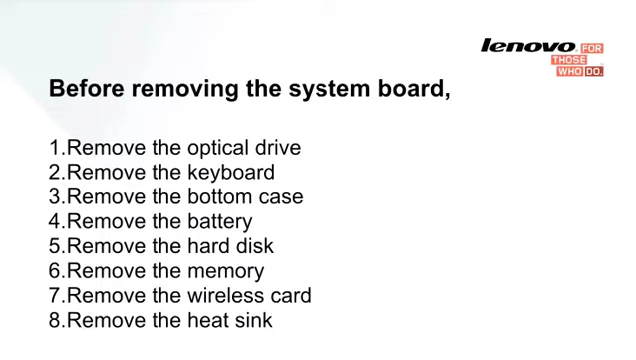 lenovo FOR
THOSE
WHO DO.
Before removing the system board,
1.Remove the optical drive
2.Remove the keyboard
3.Remove the bottom case
4.Remove the battery
5.Remove the hard disk
6.Remove the memory
7.Remove the wireless card
8.Remove the heat sink